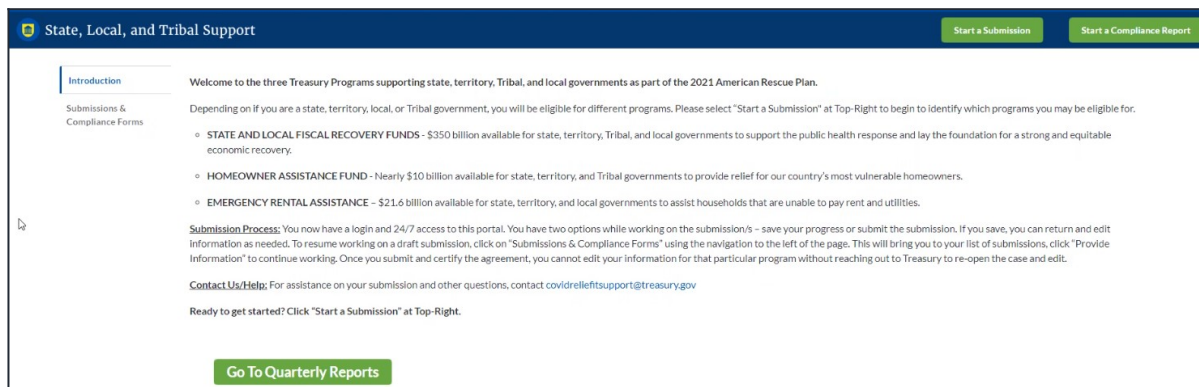 State, Local, and Tribal Support
Start a Submission
Start a Compliance Report
Introduction
Submissions &
Compliance Forms
Welcome to the three Treasury Programs supporting state, territory, Tribal, and local governments as part of the 2021 American Rescue Plan.
Depending on if you are a state, territory, local, or Tribal government, you will be eligible for different programs. Please select "Start a Submission" at Top-Right to begin to identify which programs you may be eligible for.
STATE AND LOCAL FISCAL RECOVERY FUNDS - $350 billion available for state, territory, Tribal, and local governments to support the public health response and lay the foundation for a strong and equitable
economic recovery.
HOMEOWNER ASSISTANCE FUND - Nearly $10 billion available for state, territory, and Tribal governments to provide relief for our country's most vulnerable homeowners.
EMERGENCY RENTAL ASSISTANCE – $21.6 billion available for state, territory, and local governments to assist households that are unable to pay rent and utilities.
Submission Process: You now have a login and 24/7 access to this portal. You have two options while working on the submission/s – save your progress or submit the submission. If you save, you can return and edit
information as needed. To resume working on a draft submission, click on "Submissions & Compliance Forms" using the navigation to the left of the page. This will bring you to your list of submissions, click "Provide
Information" to continue working. Once you submit and certify the agreement, you cannot edit your information for that particular program without reaching out to Treasury to re-open the case and edit.
Contact Us/Help: For assistance on your submission and other questions, contact covidreliefitsupport@treasury.gov
Ready to get started? Click "Start a Submission" at Top-Right.
Go To Quarterly Reports